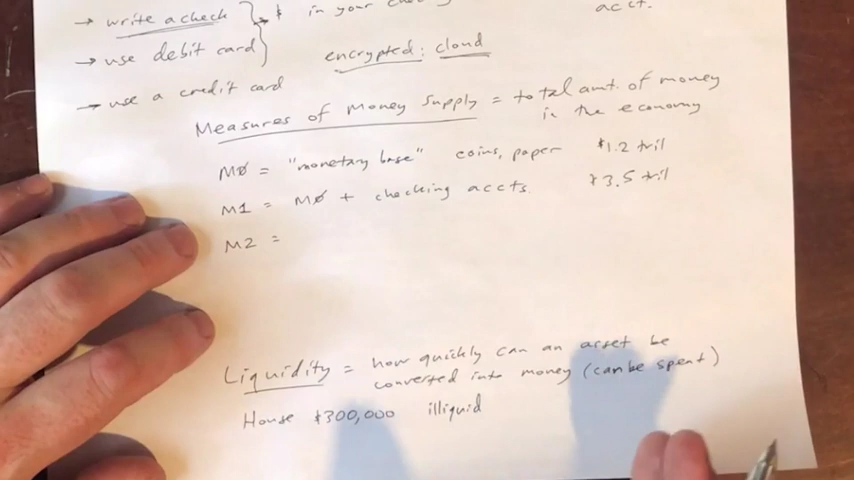 → write a check } → $ in your
acct.
→ use debit card
encrypted: cloud
→ use a credit card
Measures of Money Supply = total amt. of money
in the economy
MØ = "monetary base" coins, paper $1.2 tril
M1 = MØ + checking accts. $3.5 tril
M2 =
Liquidity = how quickly can an asset be
converted into money (can be spent)
House $300,000 illiquid